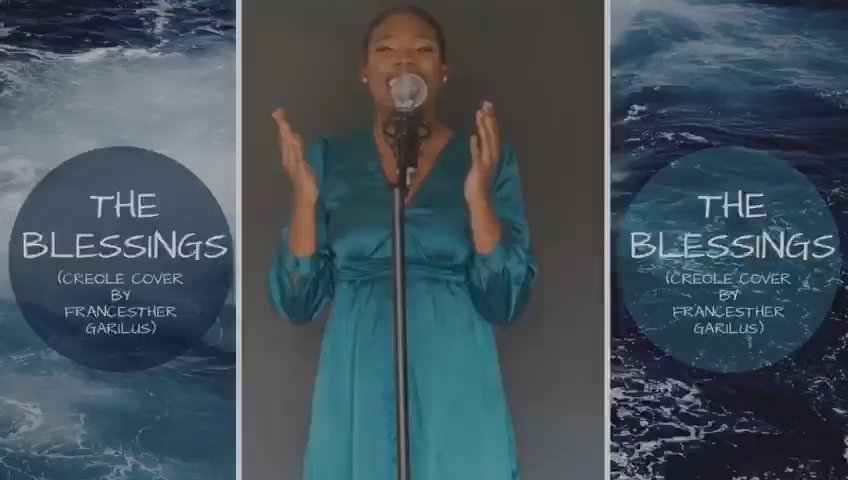 THE
BLESSINGS
(CREOLE COVER
BY
FRANCESTHER
GARILUS)
THE
BLESSINGS
(CREOLE COVER
BY
FRANCESTHER
GARILUS)